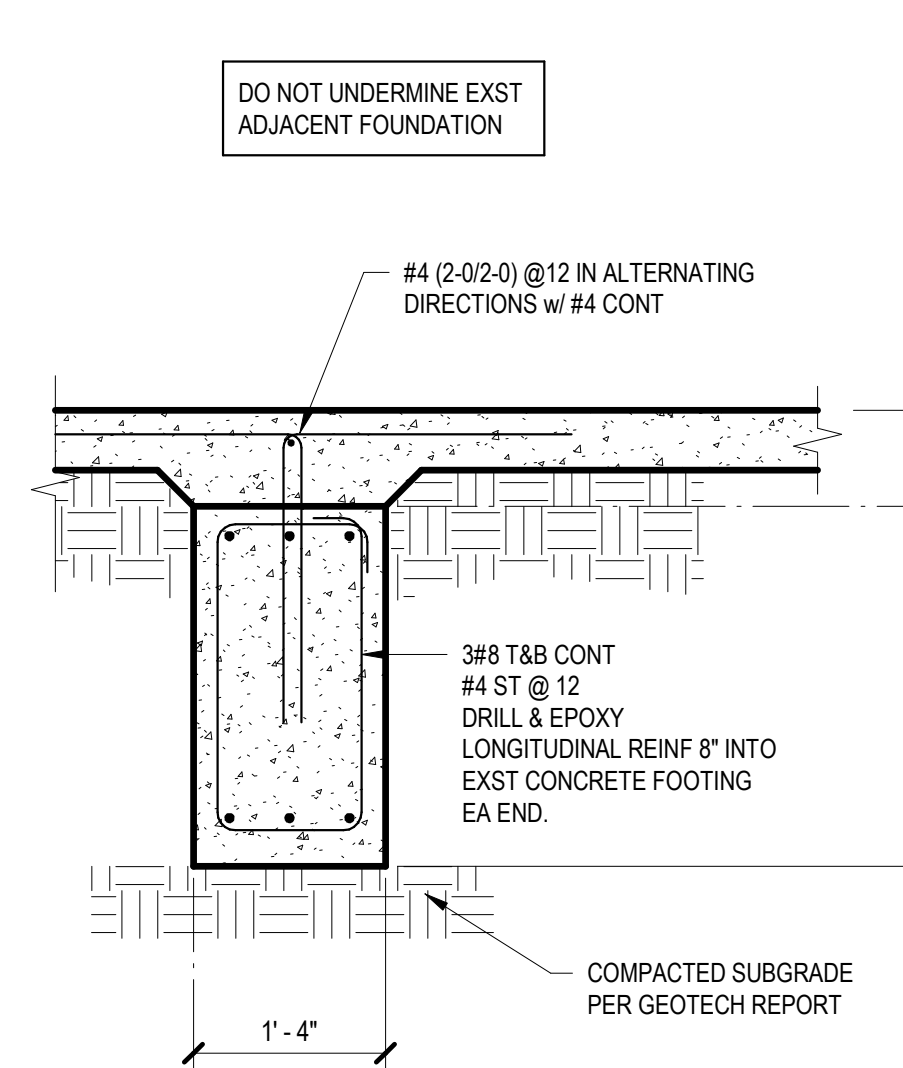 DO NOT UNDERMINE EXST
ADJACENT FOUNDATION
#4 (2-0/2-0) @12 IN ALTERNATING
DIRECTIONS w/ #4 CONT
3#8 T&B CONT
#4 ST @ 12
DRILL & EPOXY
LONGITUDINAL REINF 8" INTO
EXST CONCRETE FOOTING
EA END.
COMPACTED SUBGRADE
PER GEOTECH REPORT
1' - 4"